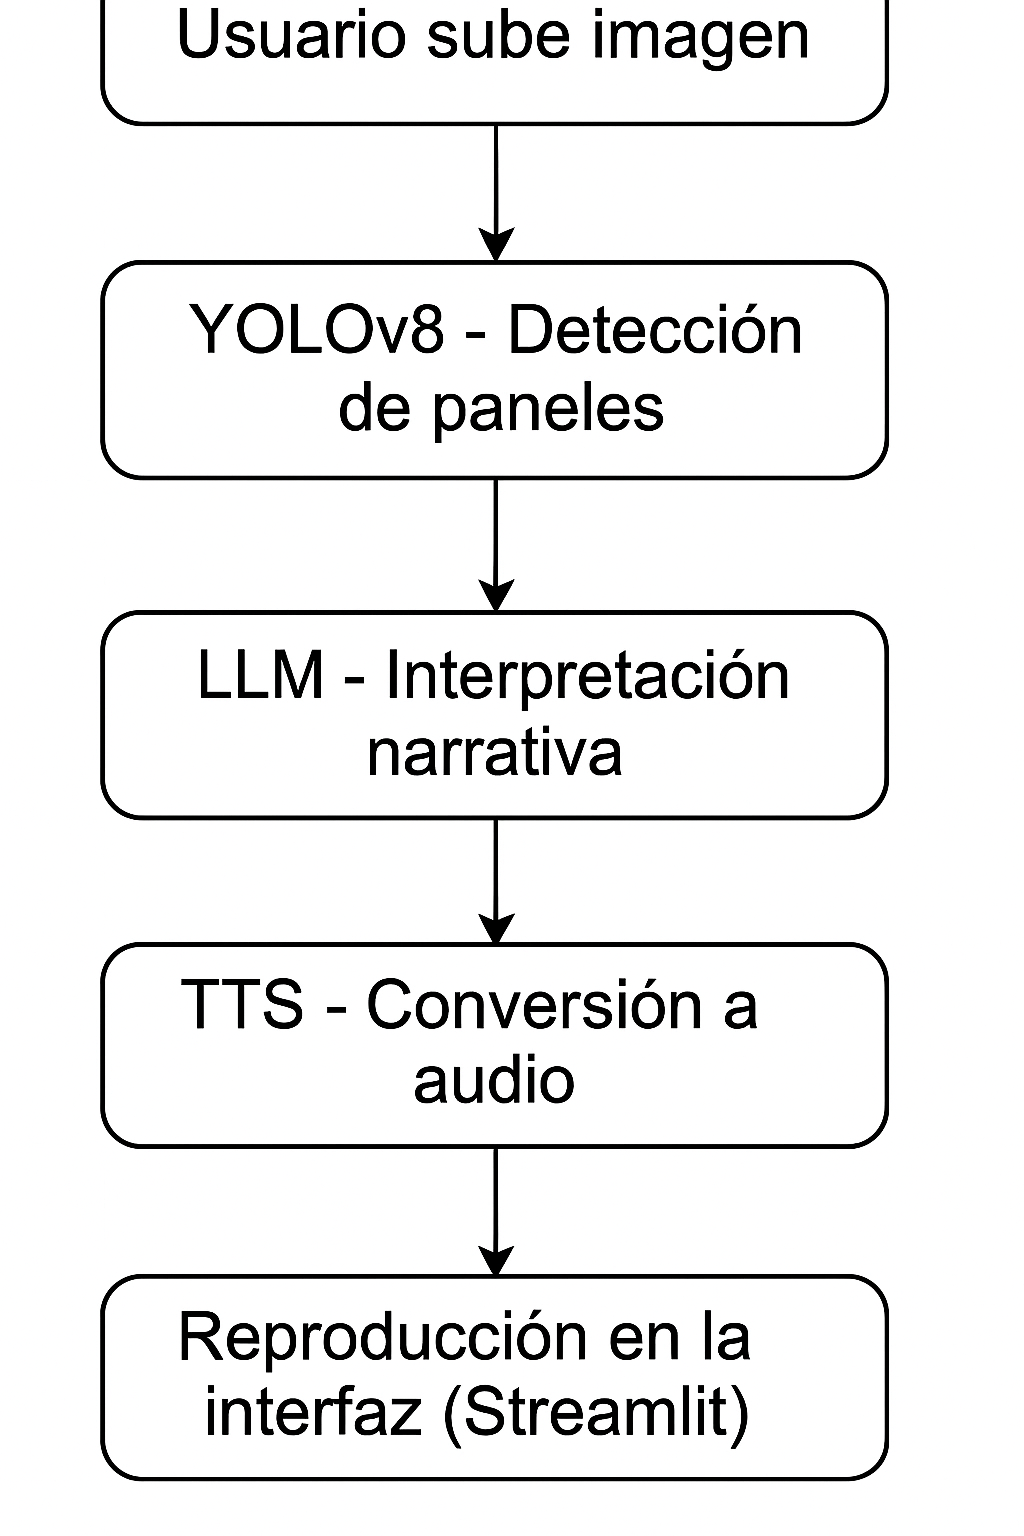 Usuario sube imagen
YOLOv8 - Detección
de paneles
LLM - Interpretación
narrativa
TTS - Conversión a
audio
Reproducción en la
interfaz (Streamlit)